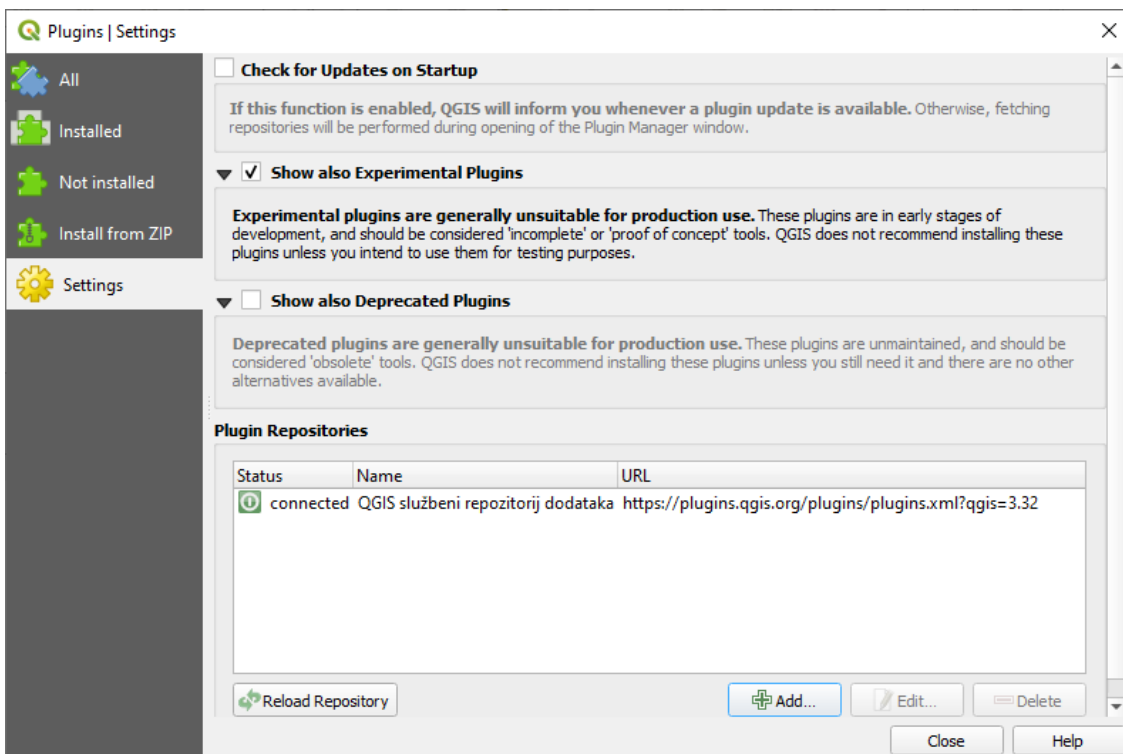 Plugins | Settings
All
Installed
Not installed
Install from ZIP
Settings
Check for Updates on Startup
If this function is enabled, QGIS will inform you whenever a plugin update is available. Otherwise, fetching
repositories will be performed during opening of the Plugin Manager window.
Show also Experimental Plugins
Experimental plugins are generally unsuitable for production use. These plugins are in early stages of
development, and should be considered 'incomplete' or 'proof of concept' tools. QGIS does not recommend installing these
plugins unless you intend to use them for testing purposes.
Show also Deprecated Plugins
Deprecated plugins are generally unsuitable for production use. These plugins are unmaintained, and should be
considered 'obsolete' tools. QGIS does not recommend installing these plugins unless you still need it and there are no other
alternatives available.
Plugin Repositories
Status Name URL
connected QGIS službeni repozitorij dodataka https://plugins.qgis.org/plugins/plugins.xml?qgis=3.32
Reload Repository Add... Edit... Delete
Close Help